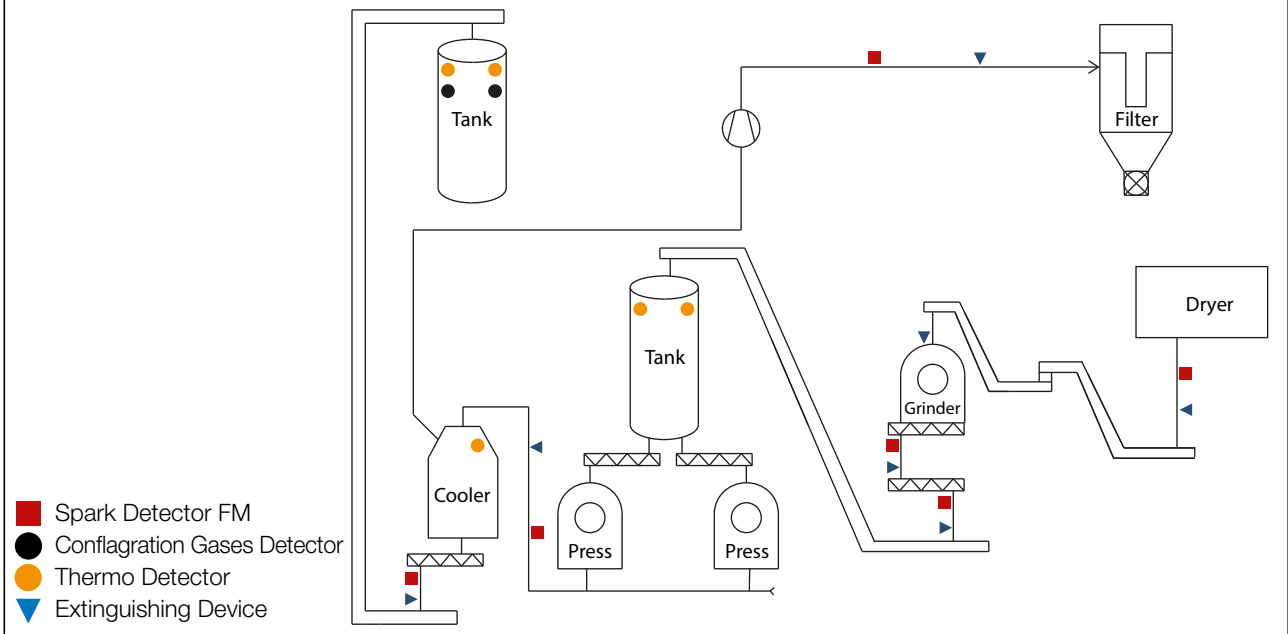 Tank
Filter
Dryer
Tank
Grinder
Cooler
Press
Press
Spark Detector FM
Conflagration Gases Detector
Thermo Detector
Extinguishing Device